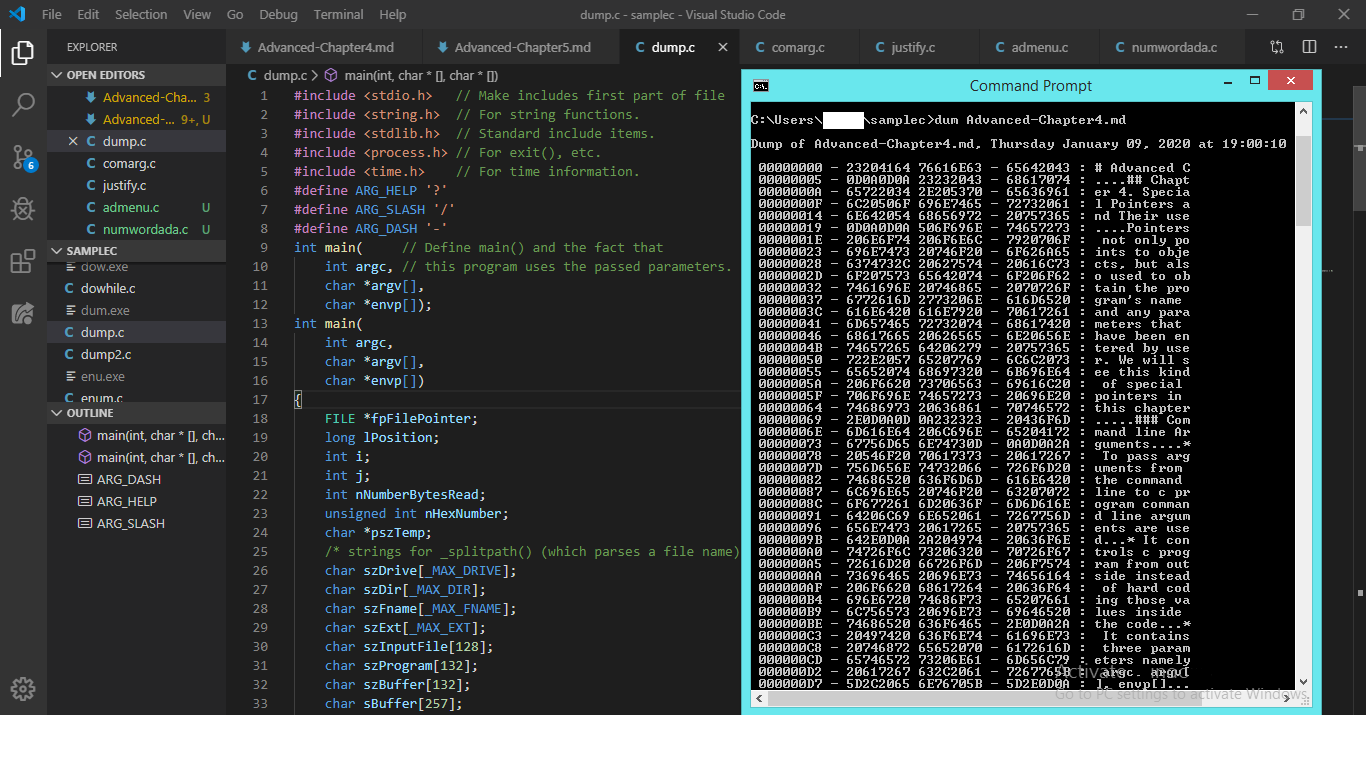 File Edit Selection View Go Debug Terminal Help dump.c - samplec - Visual Studio Code
EXPLORER
OPEN EDITORS
Advanced-Cha... 3
Advanced-... 9+, U
dump.c
comarg.c
justify.c
admenu.c U
numwordada.c U
SAMPLEC
dow.exe
dowhile.c
dum.exe
dump.c
dump2.c
enu.exe
enum.c
OUTLINE
main(int, char * [], ch...
main(int, char * [], ch...
ARG_DASH
ARG_HELP
ARG_SLASH
6
Advanced-Chapter4.md Advanced-Chapter5.md dump.c comarg.c justify.c admenu.c numwordada.c
dump.c > main(int, char * [], char * [])
1 #include <stdio.h> // Make includes first part of file
2 #include <string.h> // For string functions.
3 #include <stdlib.h> // Standard include items.
4 #include <process.h> // For exit(), etc.
5 #include <time.h> // For time information.
6 #define ARG_HELP '?'
7 #define ARG_SLASH '/'
8 #define ARG_DASH '-'
9 int main( // Define main() and the fact that
10 int argc, // this program uses the passed parameters.
11 char *argv[],
12 char *envp[]);
13 int main(
14 int argc,
15 char *argv[],
16 char *envp[])
17 {
18 FILE *fpFilePointer;
19 long lPosition;
20 int i;
21 int j;
22 int nNumberBytesRead;
23 unsigned int nHexNumber;
24 char *pszTemp;
25 /* strings for _splitpath() (which parses a file name)
26 char szDrive[_MAX_DRIVE];
27 char szDir[_MAX_DIR];
28 char szFname[_MAX_FNAME];
29 char szExt[_MAX_EXT];
30 char szInputFile[128];
31 char szProgram[132];
32 char szBuffer[132];
33 char sBuffer[257];
Command Prompt
C:\Users\ \samplec>dum Advanced-Chapter4.md
Dump of Advanced-Chapter4.md, Thursday January 09, 2020 at 19:00:10
00000000 - 23204164 76616E63 - 65642043 : # Advanced C
00000005 - 0D0A0D0A 23232043 - 68617074 : ....## Chapt
0000000A - 65722034 2E205370 - 65636961 : er 4. Specia
0000000F - 6C20506F 696E7465 - 72732061 : l Pointers a
00000014 - 6E642054 68656972 - 20757365 : nd Their use
00000019 - 0D0A0D0A 506F696E - 74657273 : ....Pointers
0000001E - 206E6F74 206F6E6C - 7920706F : not only po
00000023 - 696E7473 20746F20 - 6F626A65 : ints to obje
00000028 - 6374732C 20627574 - 20616C73 : cts, but als
0000002D - 6F207573 65642074 - 6F206F62 : o used to ob
00000032 - 7461696E 20746865 - 2070726F : tain the pro
00000037 - 6772616D 2773206E - 616D6520 : gram's name
0000003C - 616E6420 616E7920 - 70617261 : and any para
00000041 - 6D657465 72732074 - 68617420 : meters that
00000046 - 68617665 20626565 - 6E20656E : have been en
0000004B - 74657265 64206279 - 20757365 : tered by use
00000050 - 722E2057 65207769 - 6C6C2073 : r. We will s
00000055 - 65652074 68697320 - 6B696E64 : ee this kind
0000005A - 206F6620 73706563 - 69616C20 : of special
0000005F - 706F696E 74657273 - 20696E20 : pointers in
00000064 - 74686973 20636861 - 70746572 : this chapter
00000069 - 2E0D0A0D 0A232323 - 20436F6D : .....### Com
0000006E - 6D616E64 206C696E - 65204172 : mand line Ar
00000073 - 67756D65 6E74730D - 0A0D0A2A : guments....*
00000078 - 20546F20 70617373 - 20617267 : To pass arg
0000007D - 756D656E 74732066 - 726F6D20 : uments from
00000082 - 74686520 636F6D6D - 616E6420 : the command
00000087 - 6C696E65 20746F20 - 63207072 : line to c pr
0000008C - 6F677261 6D20636F - 6D6D616E : ogram comman
00000091 - 64206C69 6E652061 - 7267756D : d line argum
00000096 - 656E7473 20617265 - 20757365 : ents are use
0000009B - 642E0D0A 2A204974 - 20636F6E : d...* It con
000000A0 - 74726F6C 73206320 - 70726F67 : trols c prog
000000A5 - 72616D20 66726F6D - 206F7574 : ram from out
000000AA - 73696465 20696E73 - 74656164 : side instead
000000AF - 206F6620 68617264 - 20636F64 : of hard cod
000000B4 - 696E6720 74686F73 - 65207661 : ing those va
000000B9 - 6C756573 20696E73 - 69646520 : lues inside
000000BE - 74686520 636F6465 - 2E0D0A2A : the code...*
000000C3 - 20497420 636F6E74 - 61696E73 : It contains
000000C8 - 20746872 65652070 - 6172616D : three param
000000CD - 65746572 73206E61 - 6D656C79 : eters namely
000000D2 - 20617267 632C2061 - 7267765B : argc, argv[
000000D7 - 5D2C2065 6E76705B - 5D2E0D0A : ], envp[]...
Go to PC settings to activate Windows.